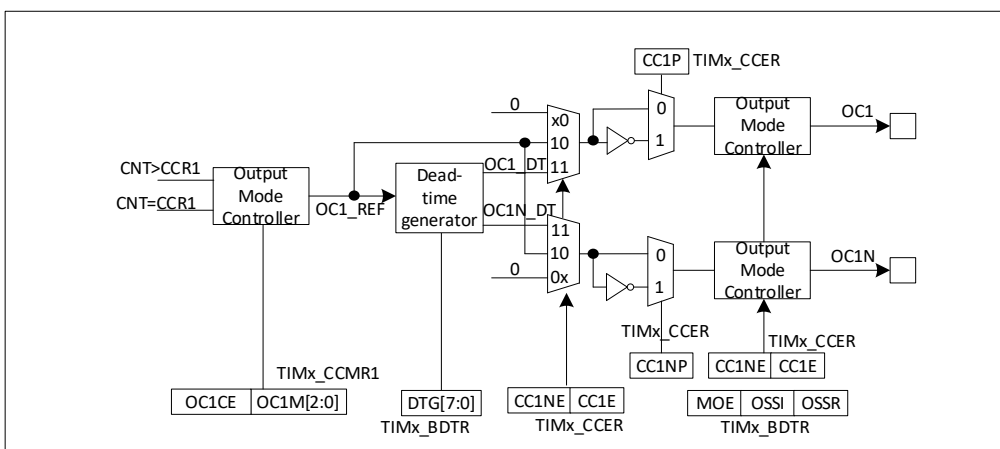 CC1P
TIMx_CCER
0
x0
10
11
0
1
Output
Mode
Controller
OC1
CNT>CCR1
CNT=CCR1
Output
Mode
Controller
OC1_REF
Dead-
time
generator
OC1_DT
OC1N_DT
11
10
0x
0
0
1
Output
Mode
Controller
OC1N
TIMx_CCER
CC1NP
TIMx_CCER
CC1NE CC1E
TIMx_CCMR1
OC1CE OC1M[2:0]
DTG[7:0]
TIMx_BDTR
CC1NE CC1E
TIMx_CCER
MOE OSSI OSSR
TIMx_BDTR